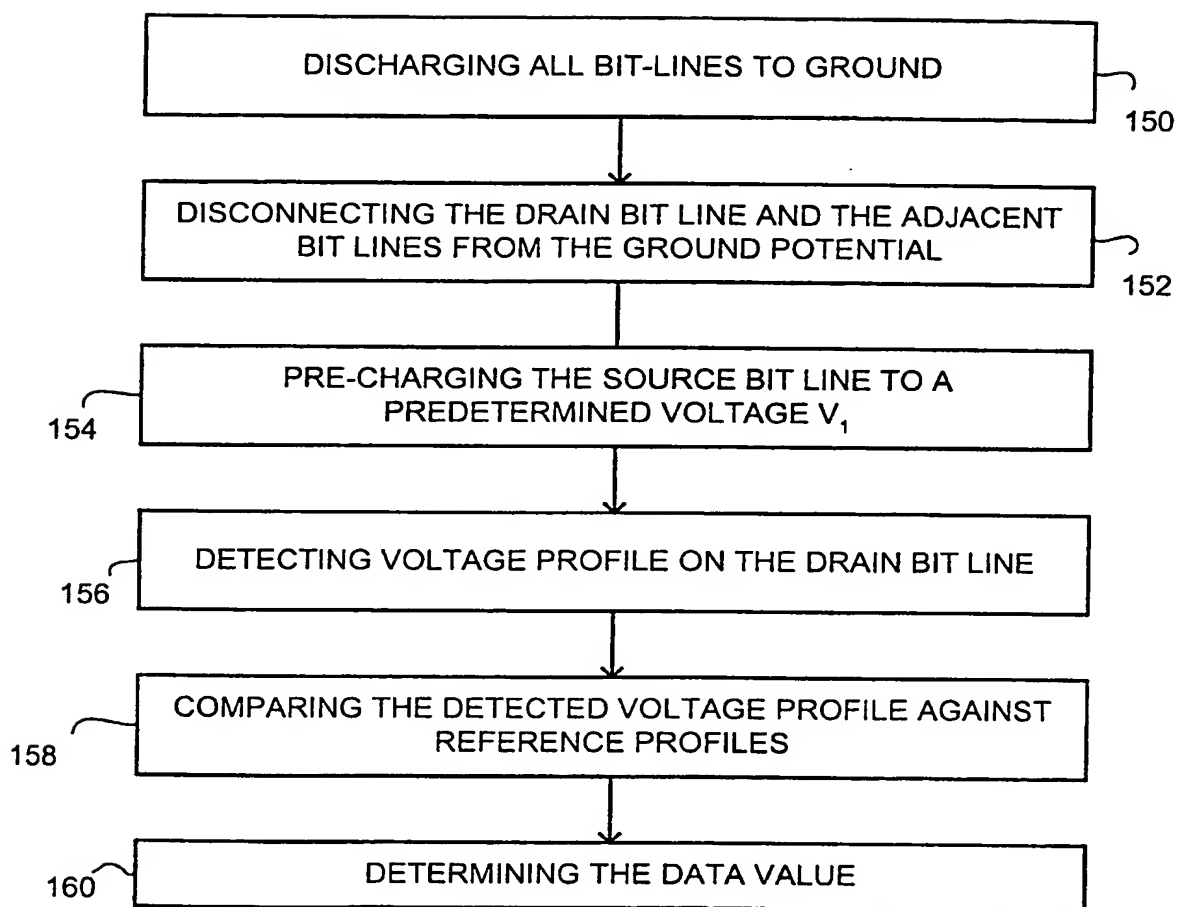 DISCHARGING ALL BIT-LINES TO GROUND
150
DISCONNECTING THE DRAIN BIT LINE AND THE ADJACENT
BIT LINES FROM THE GROUND POTENTIAL
152
PRE-CHARGING THE SOURCE BIT LINE TO A
PREDETERMINED VOLTAGE V₁
154
DETECTING VOLTAGE PROFILE ON THE DRAIN BIT LINE
156
COMPARING THE DETECTED VOLTAGE PROFILE AGAINST
REFERENCE PROFILES
158
DETERMINING THE DATA VALUE
160